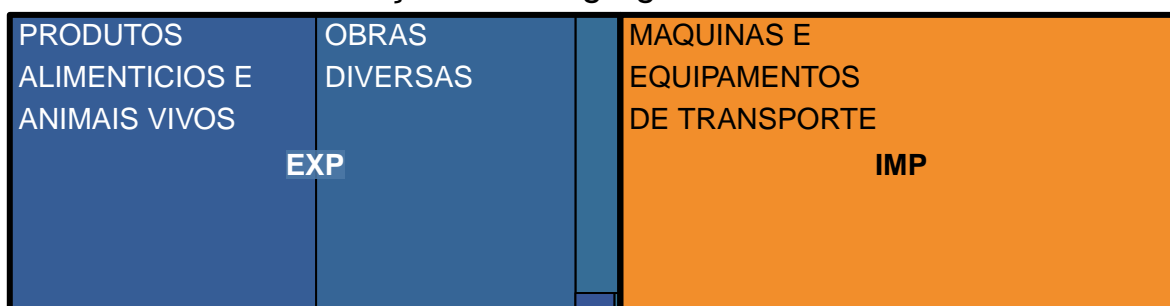 PRODUTOS
ALIMENTICIOS E
ANIMAIS VIVOS
OBRAS
DIVERSAS
EXP
MAQUINAS E
EQUIPAMENTOS
DE TRANSPORTE
IMP